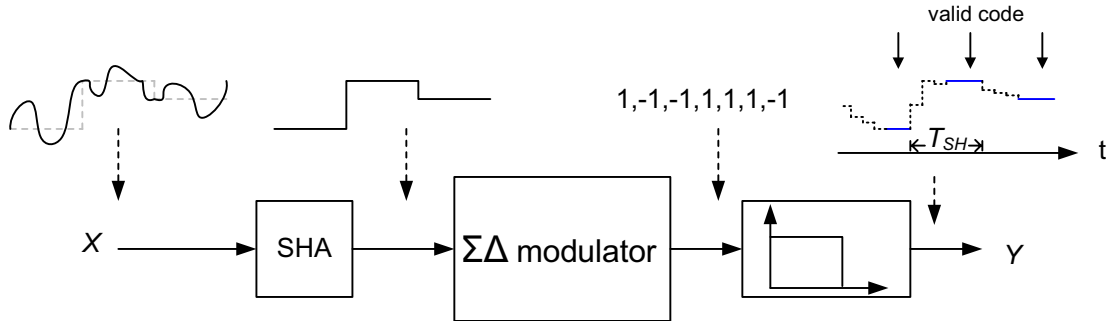 valid code
1,-1,-1,1,1,1,-1
T_SH
t
X
SHA
ΣΔ modulator
Y